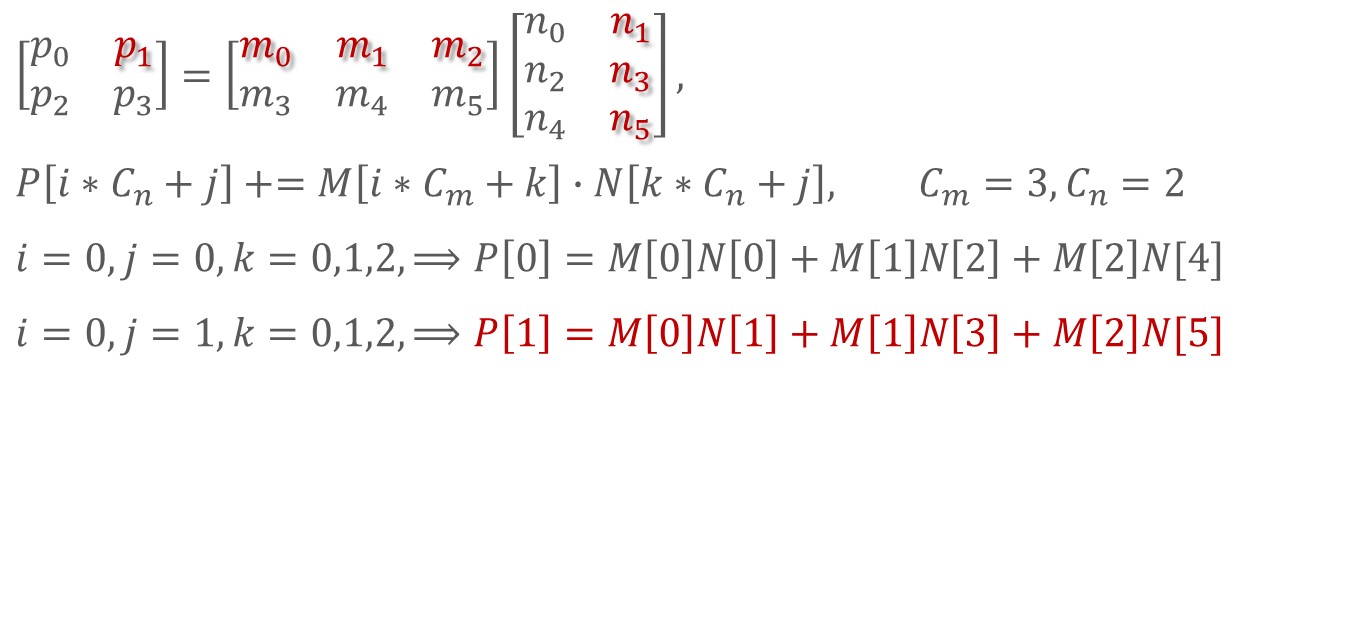 [p₀ p₁; p₂ p₃] = [m₀ m₁ m₂; m₃ m₄ m₅] [n₀ n₁; n₂ n₃; n₄ n₅],
P[i * Cₙ + j] += M[i * Cₘ + k] · N[k * Cₙ + j], Cₘ = 3, Cₙ = 2
i = 0, j = 0, k = 0,1,2, ⟹ P[0] = M[0]N[0] + M[1]N[2] + M[2]N[4]
i = 0, j = 1, k = 0,1,2, ⟹ P[1] = M[0]N[1] + M[1]N[3] + M[2]N[5]